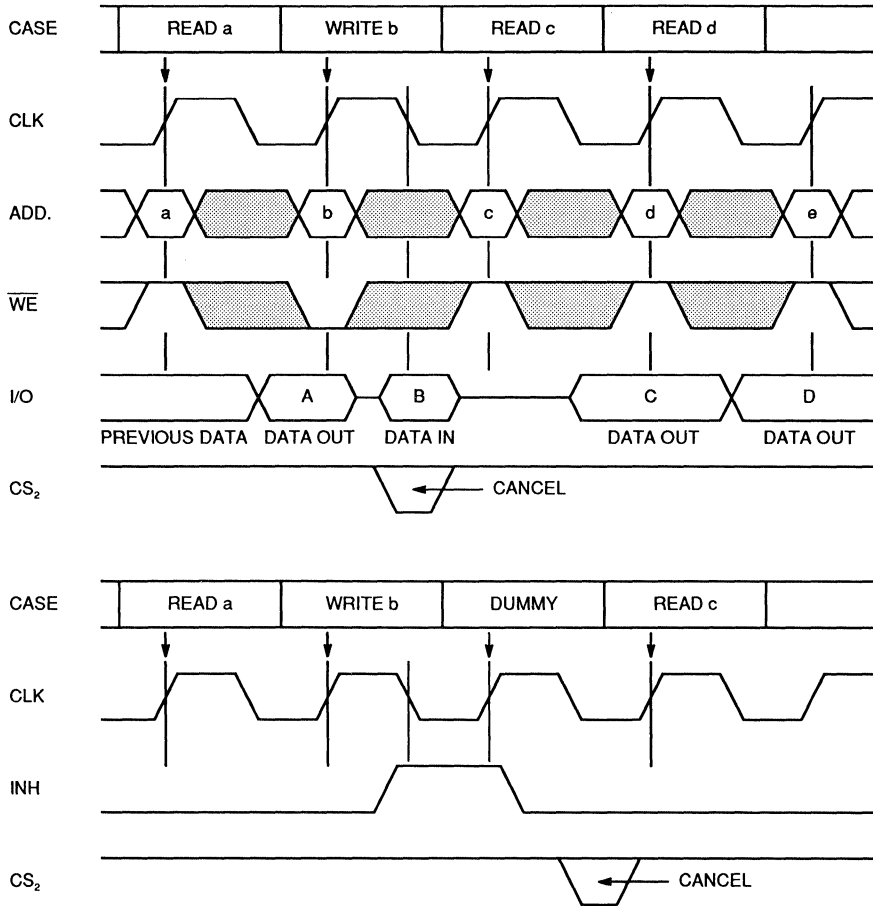 CASE READ a WRITE b READ c READ d
CLK
ADD. a b c d e
WE
I/O A B C D
PREVIOUS DATA DATA OUT DATA IN DATA OUT DATA OUT
CS₂ CANCEL
CASE READ a WRITE b DUMMY READ c
CLK
INH
CS₂ CANCEL